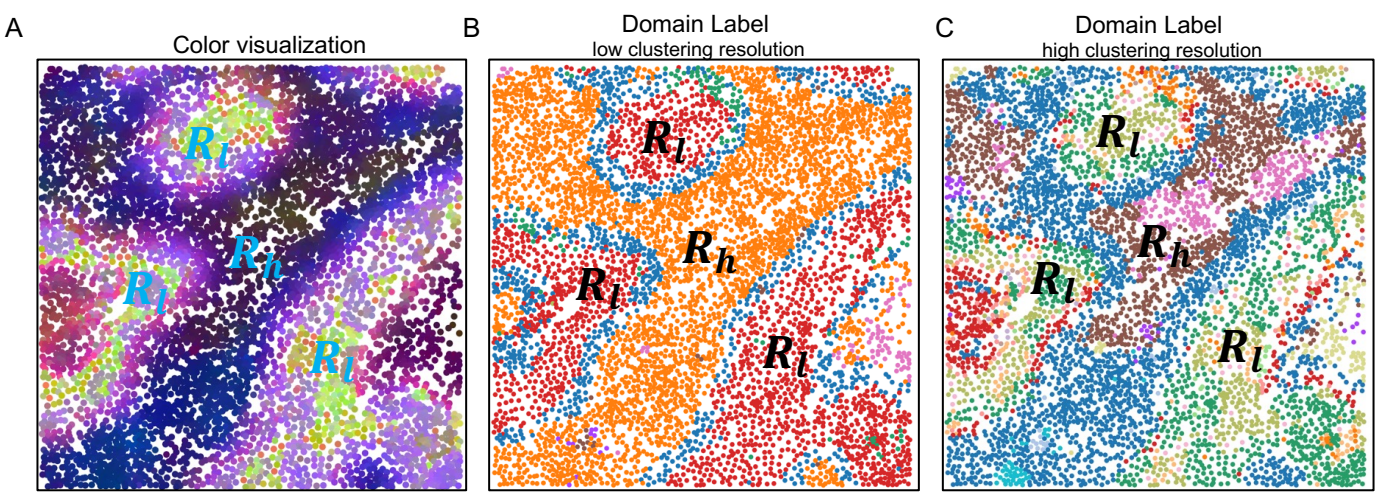 A
Color visualization
R_l
R_h
R_l
R_l
B
Domain Label
low clustering resolution
R_l
R_h
R_l
R_l
C
Domain Label
high clustering resolution
R_l
R_h
R_l
R_l